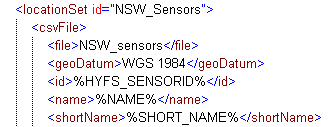 <locationSet id="NSW_Sensors">
<csvFile>
<file>NSW_sensors</file>
<geoDatum>WGS 1984</geoDatum>
<id>%HYFS_SENSORID%</id>
<name>%NAME%</name>
<shortName>%SHORT_NAME%</shortName>